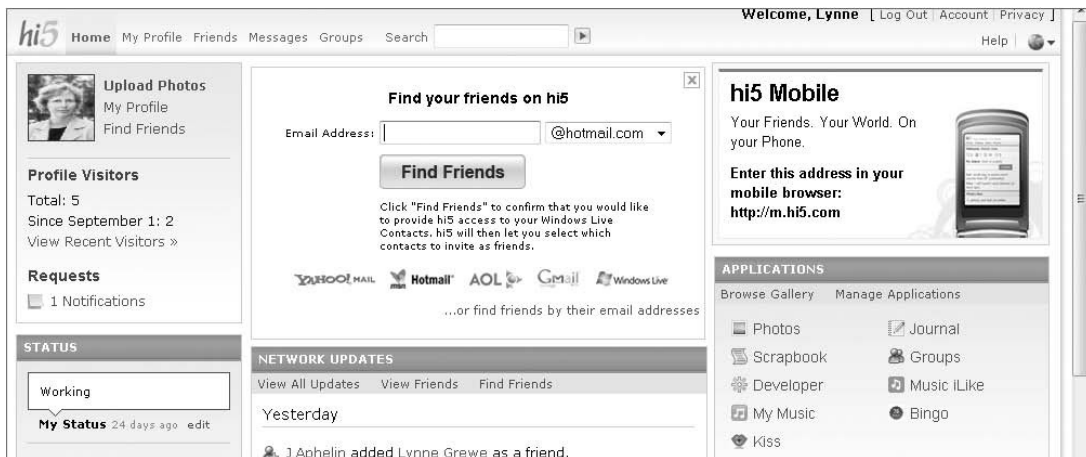 Welcome, Lynne [ Log Out | Account | Privacy ]
hi5 Home My Profile Friends Messages Groups Search
Help
Upload Photos
My Profile
Find Friends
Profile Visitors
Total: 5
Since September 1: 2
View Recent Visitors »
Requests
1 Notifications
STATUS
Working
My Status 24 days ago edit
Find your friends on hi5
Email Address: @hotmail.com
Find Friends
Click "Find Friends" to confirm that you would like
to provide hi5 access to your Windows Live
Contacts. hi5 will then let you select which
contacts to invite as friends.
YAHOO! MAIL msn Hotmail AOL Gmail Windows Live
...or find friends by their email addresses
NETWORK UPDATES
View All Updates View Friends Find Friends
Yesterday
J Aphelin added Lynne Grewe as a friend.
hi5 Mobile
Your Friends. Your World. On
your Phone.
Enter this address in your
mobile browser:
http://m.hi5.com
APPLICATIONS
Browse Gallery Manage Applications
Photos Journal
Scrapbook Groups
Developer Music iLike
My Music Bingo
Kiss